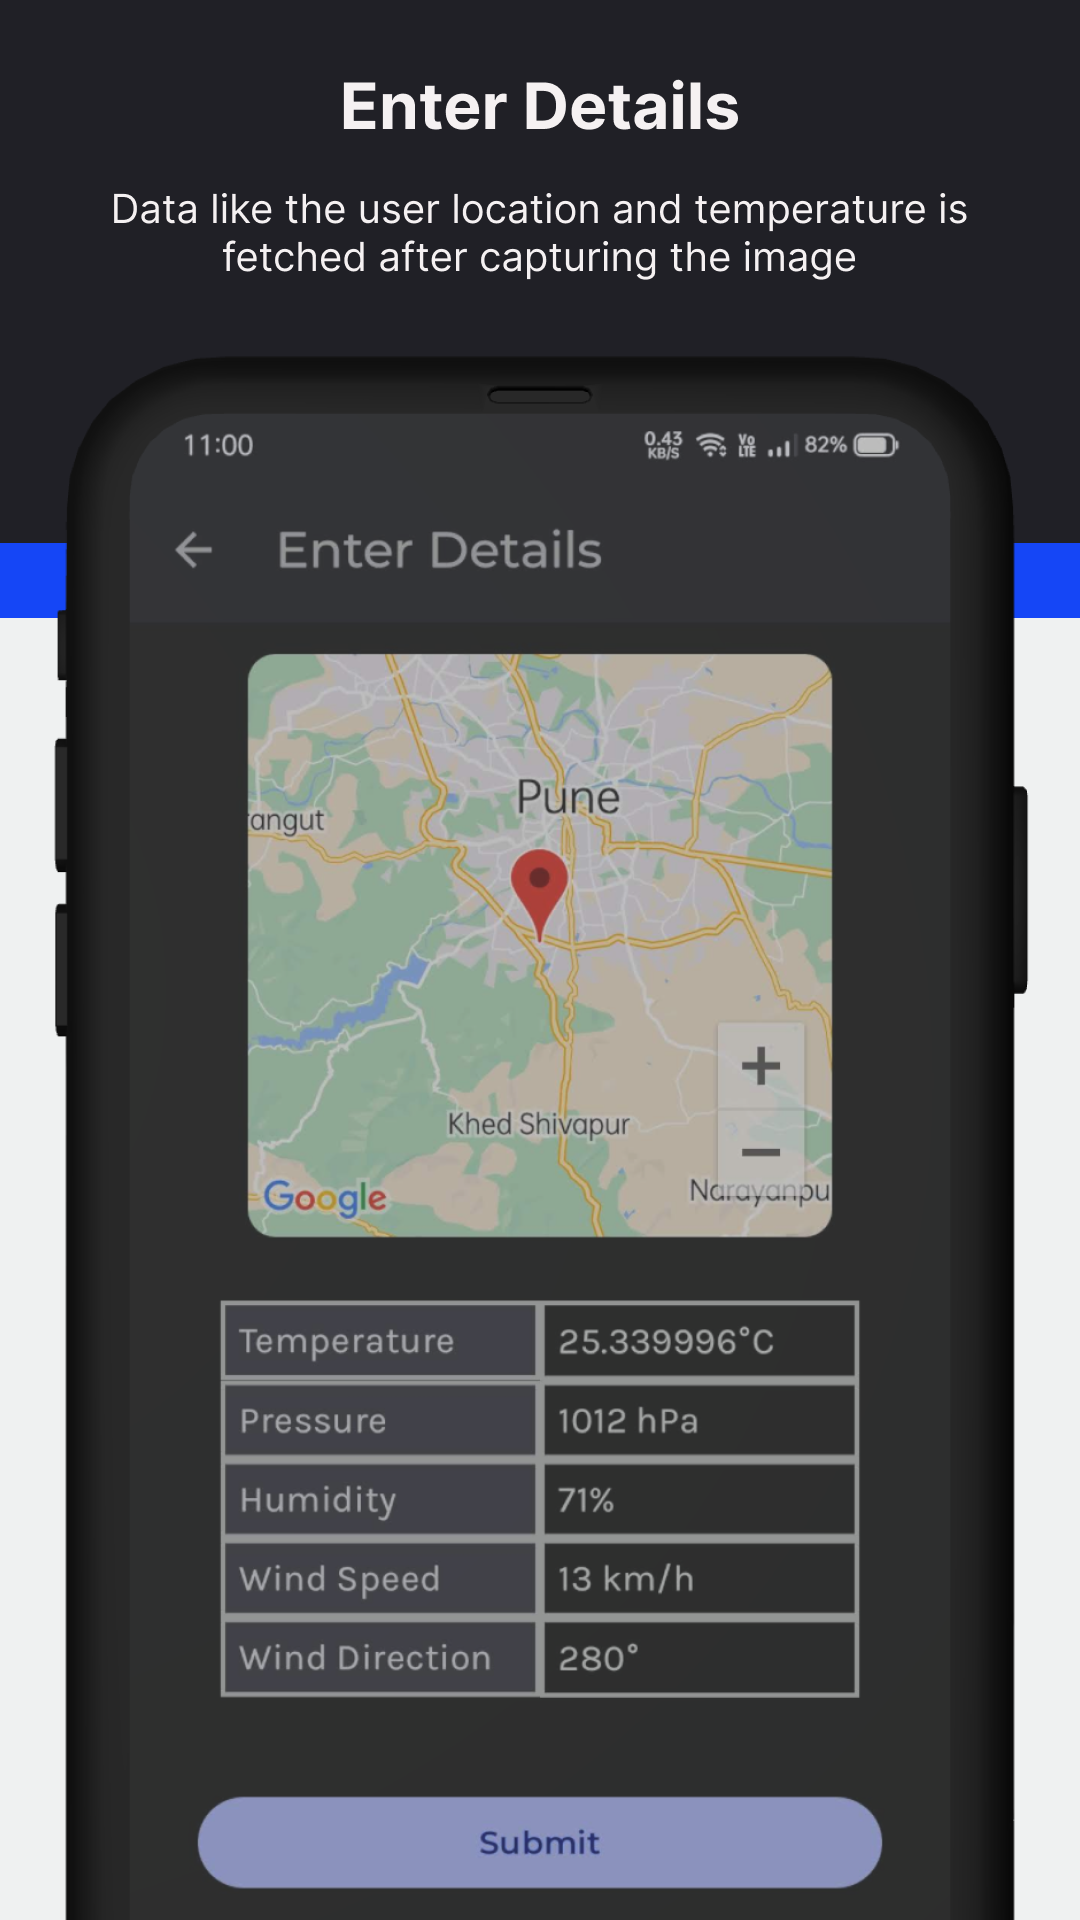 Enter Details
Data like the user location and temperature is
fetched after capturing the image
11:00
0.43
KB/S
Vo
LTE
82%
Enter Details
Pune
angut
Khed Shivapur
Narayanpu
Google
+
−
Temperature 25.339996°C
Pressure 1012 hPa
Humidity 71%
Wind Speed 13 km/h
Wind Direction 280°
Submit